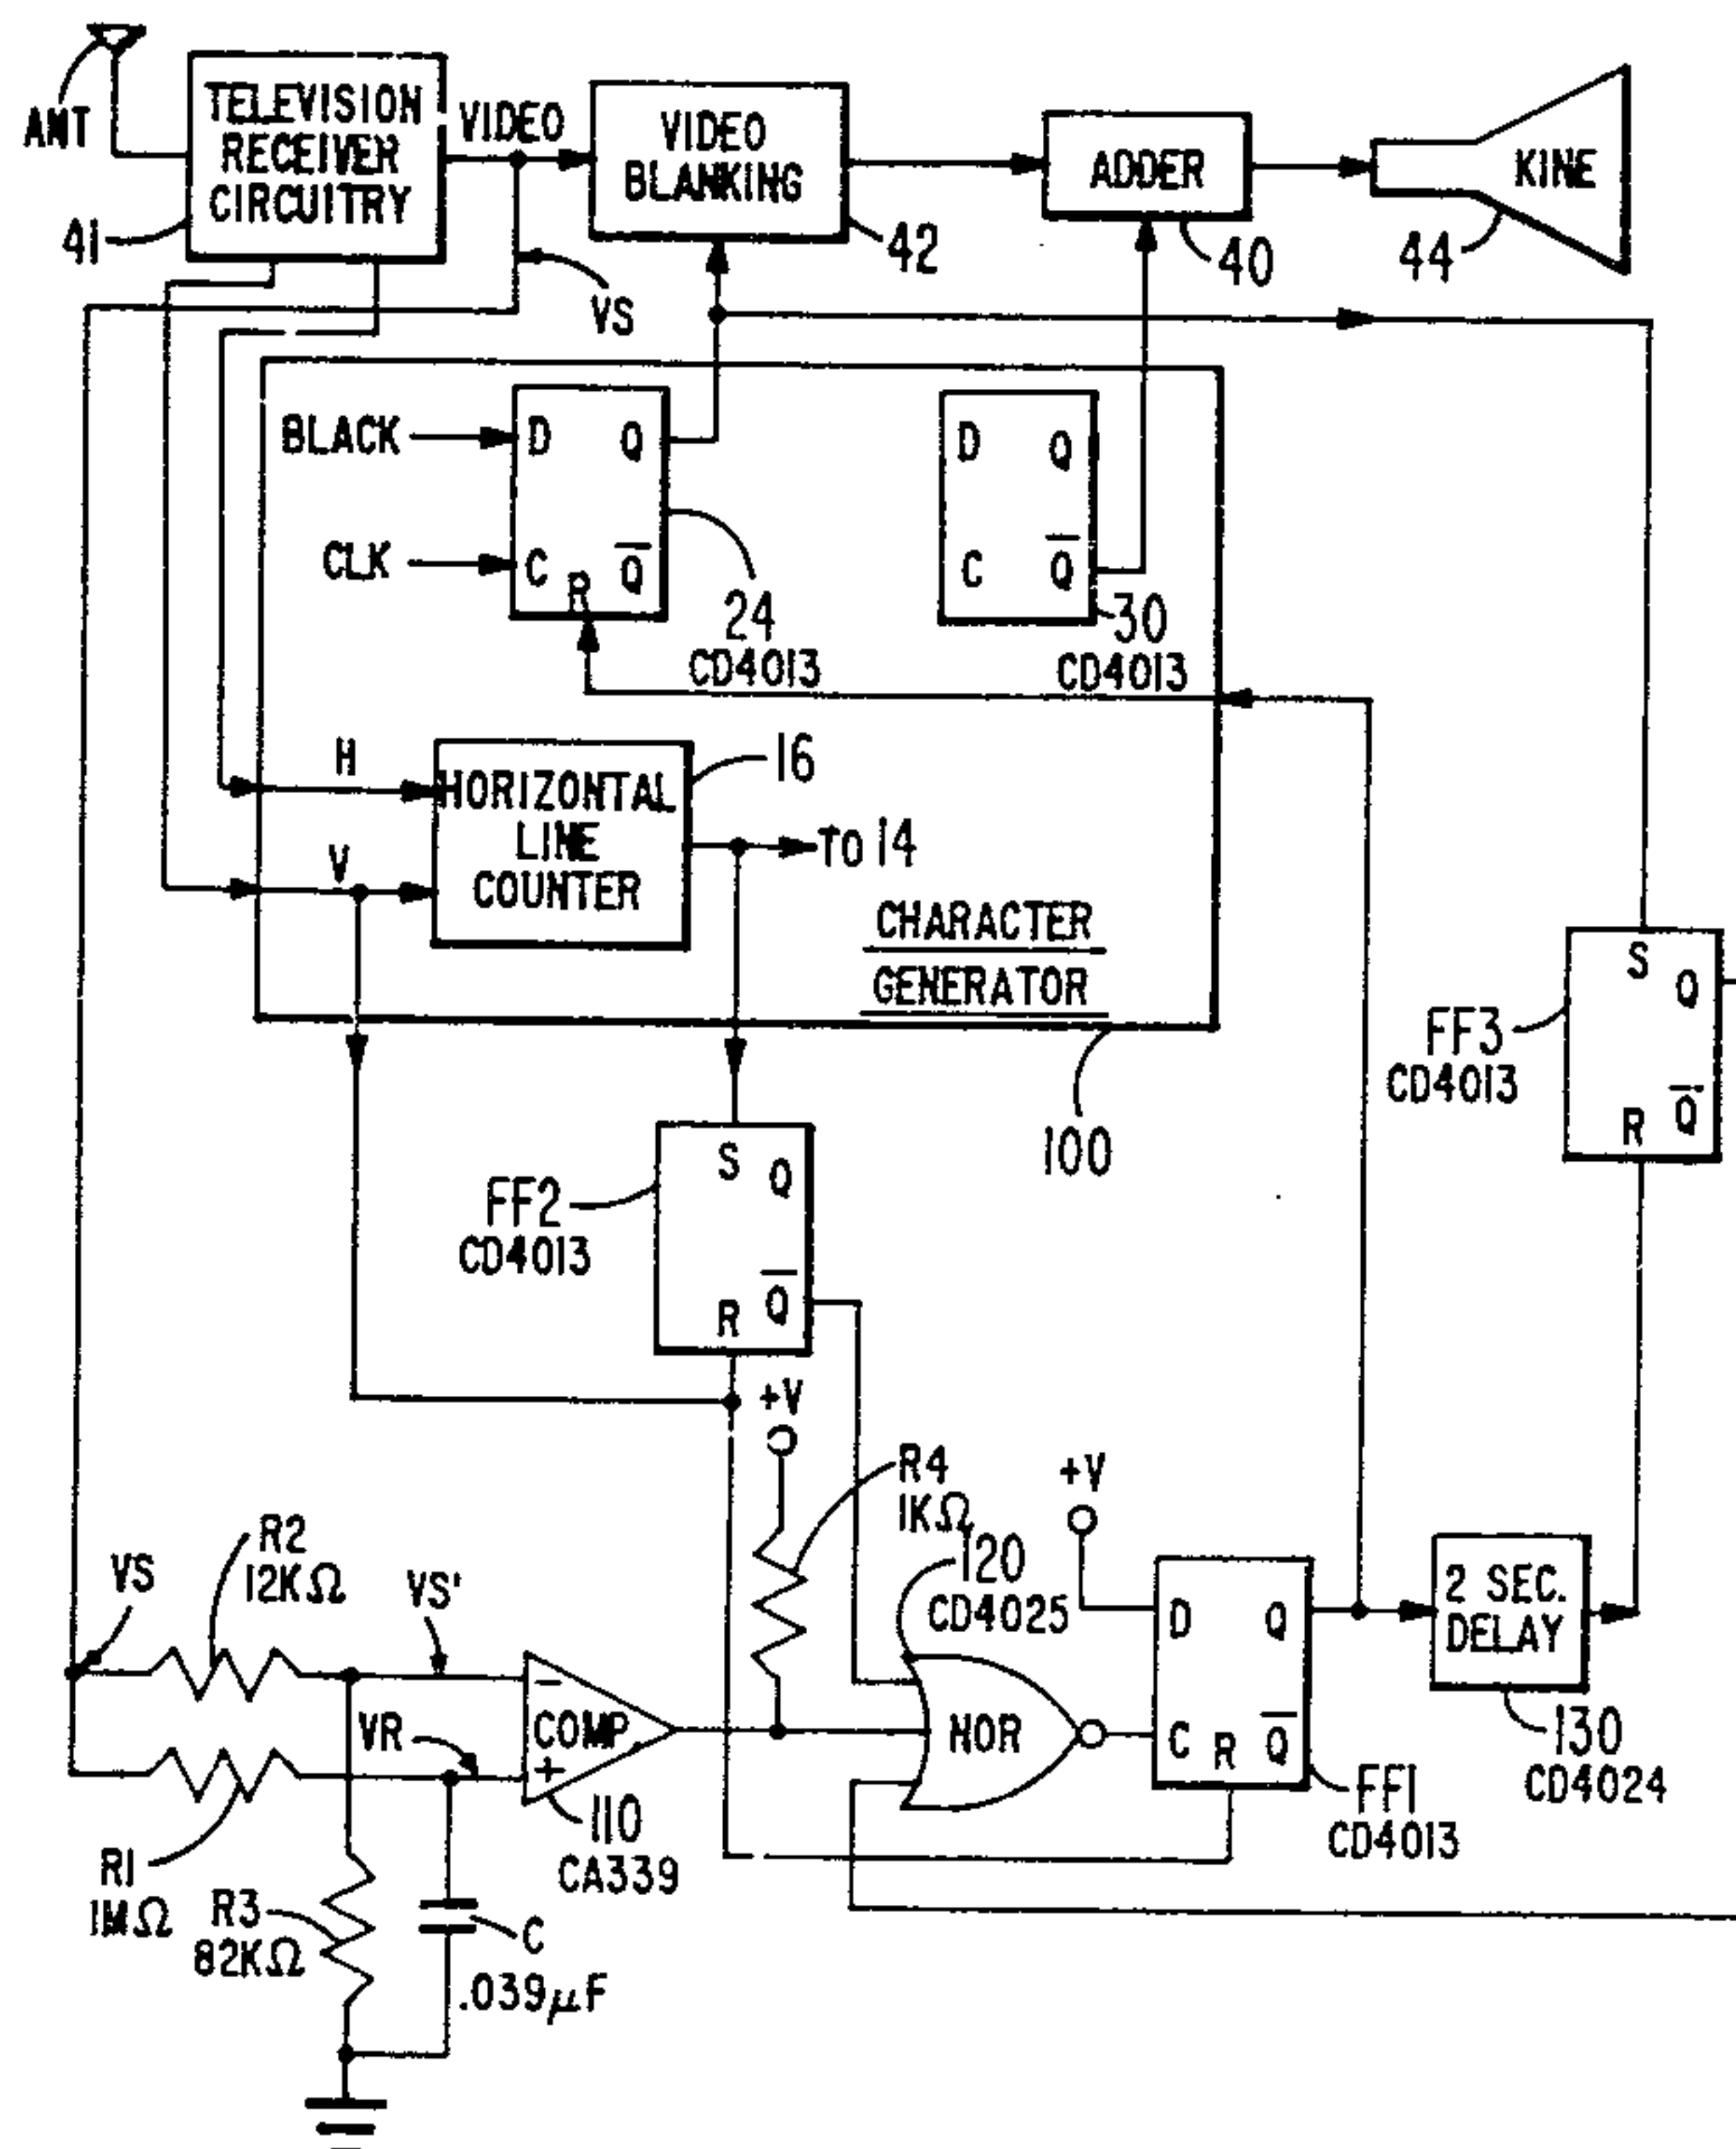 ANT
TELEVISION
RECEIVER
CIRCUITRY
41
VIDEO
VIDEO
BLANKING
42
ADDER
40
KINE
44
VS
BLACK
D
Q
CLK
C
R
Q̅
24
CD4013
D
Q
C
Q̅
30
CD4013
H
V
HORIZONTAL
LINE
COUNTER
16
TO 14
CHARACTER
GENERATOR
100
S
Q
R
Q̅
FF3
CD4013
S
Q
R
Q̅
FF2
CD4013
+V
R4
1KΩ
120
CD4025
NOR
+V
D
Q
C
R
Q̅
FF1
CD4013
2 SEC.
DELAY
130
CD4024
VS
R2
12KΩ
VS'
VR
−
COMP.
+
110
CA339
R1
1MΩ
R3
82KΩ
C
.039μF